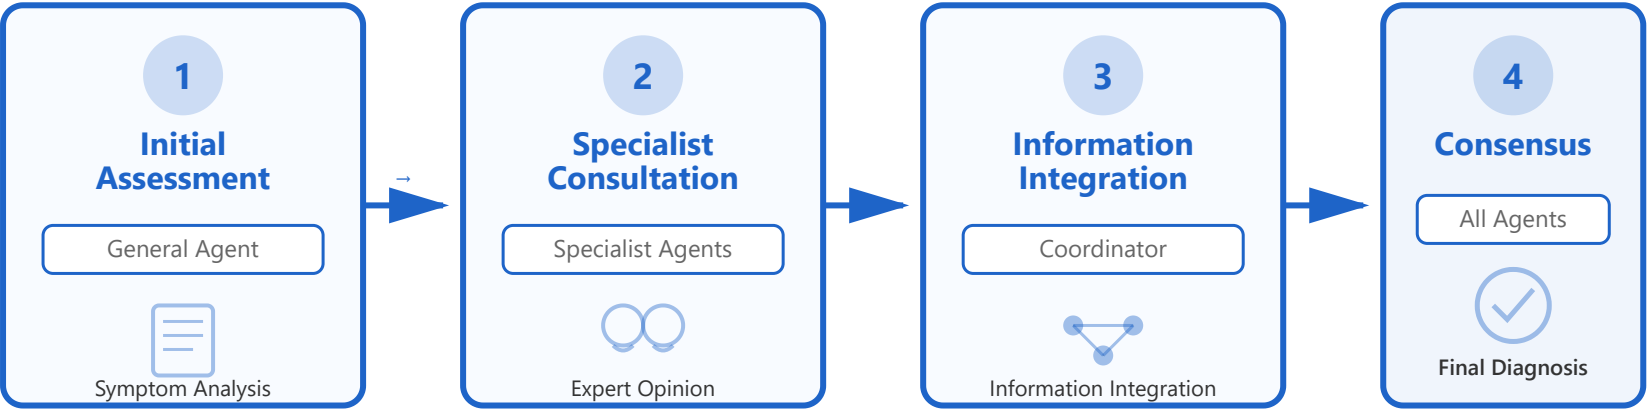 1
Initial
Assessment
General Agent
Symptom Analysis
→
2
Specialist
Consultation
Specialist Agents
Expert Opinion
3
Information
Integration
Coordinator
Information Integration
4
Consensus
All Agents
Final Diagnosis